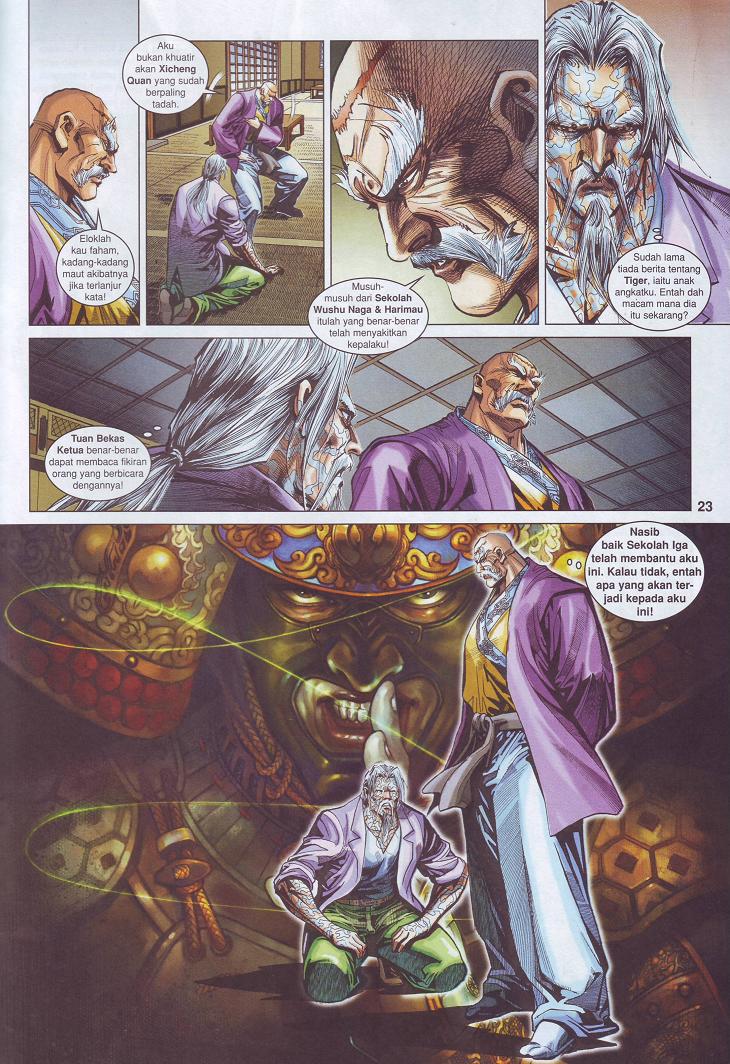 Eloklah
kau faham,
kadang-kadang
maut akibatnya
jika terlanjur
kata!
Aku
bukan khuatir
akan Xicheng
Quan yang sudah
berpaling
tadah.
Musuh-
musuh dari Sekolah
Wushu Naga & Harimau
itulah yang benar-benar
telah menyakitkan
kepalaku!
Sudah lama
tiada berita tentang
Tiger, iaitu anak
angkatku. Entah dah
macam mana dia
itu sekarang?
Tuan Bekas
Ketua benar-benar
dapat membaca fikiran
orang yang berbicara
dengannya!
23
Nasib
baik Sekolah Iga
telah membantu aku
ini. Kalau tidak, entah
apa yang akan ter-
jadi kepada aku
ini!